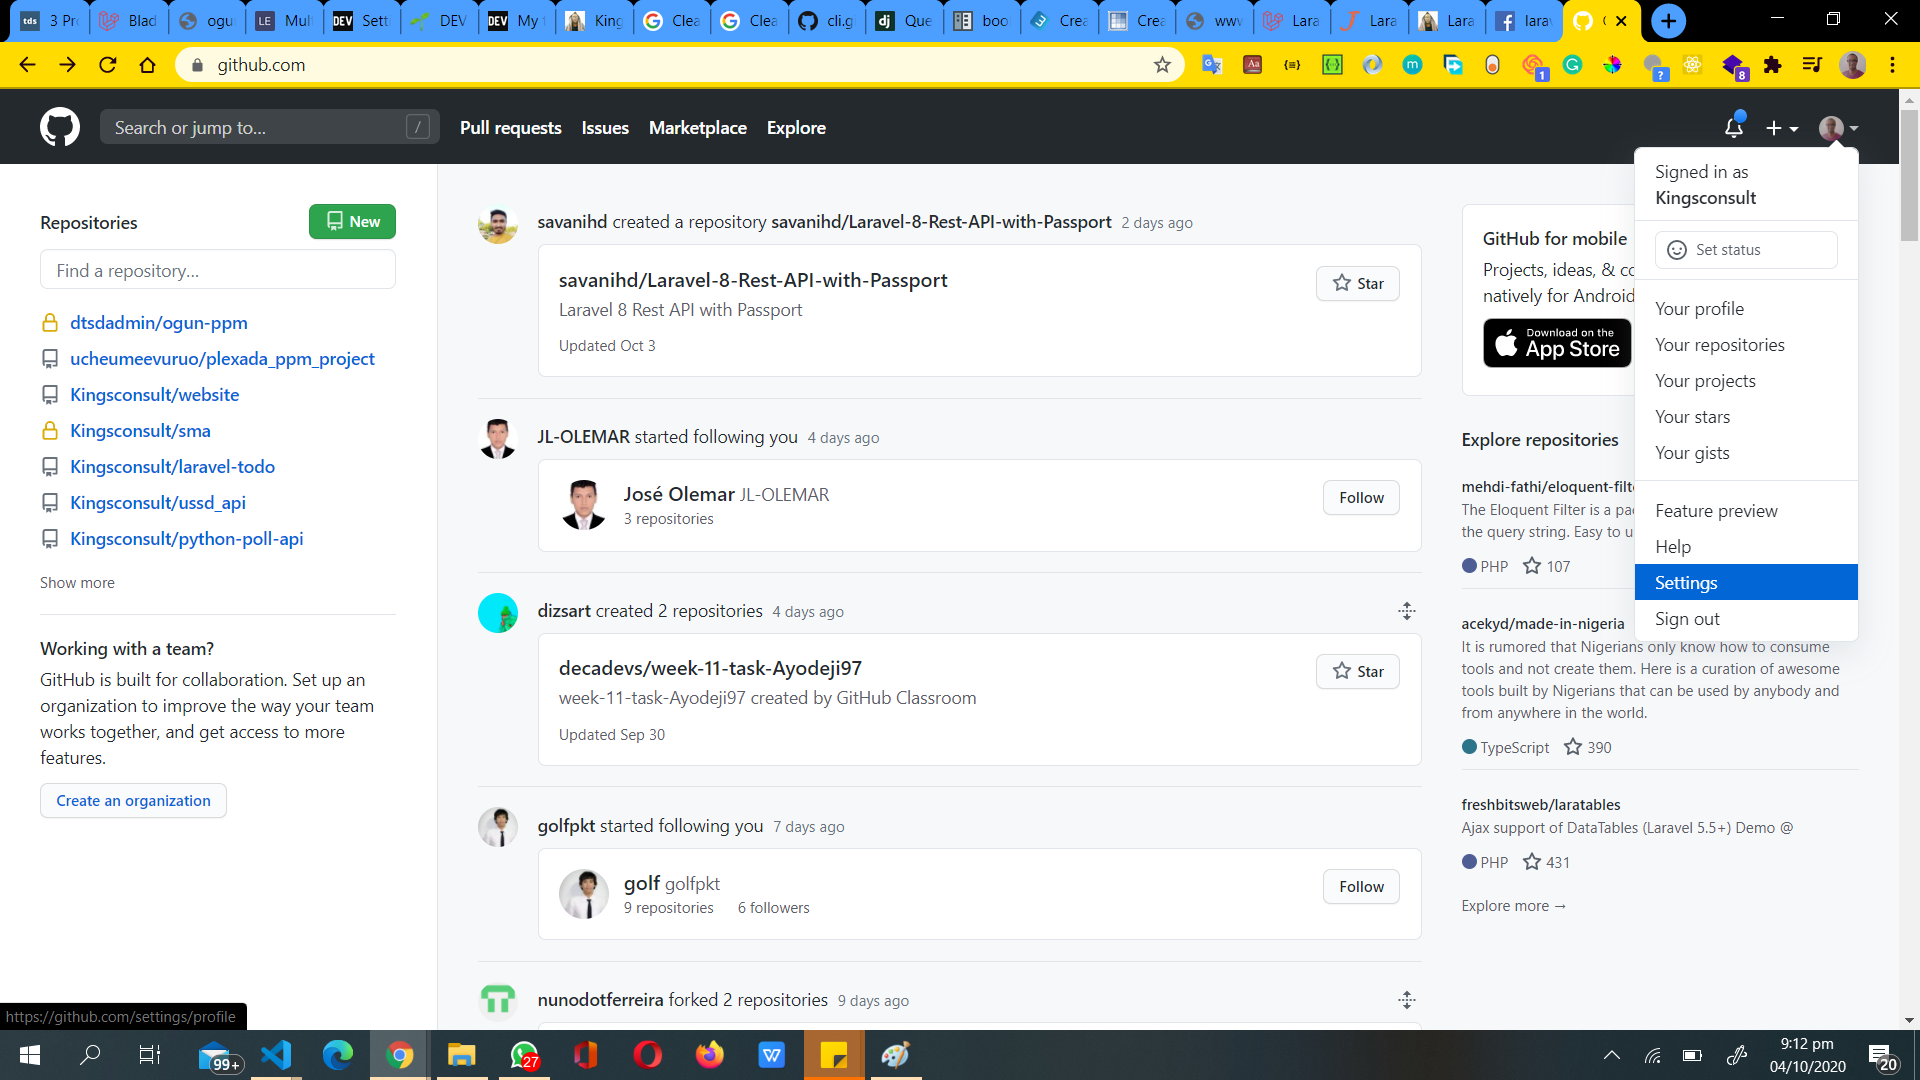 3 Pr
Blad
ogu
Mul
Sett
DEV
My
King
Clea
Clea
cli.g
Que
boo
Crea
Crea
www
Lara
Lara
Lara
larav
github.com
Search or jump to...
/
Pull requests
Issues
Marketplace
Explore
Signed in as
Kingsconsult
Set status
Your profile
Your repositories
Your projects
Your stars
Your gists
Feature preview
Help
Settings
Sign out
Repositories
New
Find a repository...
dtsdadmin/ogun-ppm
ucheumeevuruo/plexada_ppm_project
Kingsconsult/website
Kingsconsult/sma
Kingsconsult/laravel-todo
Kingsconsult/ussd_api
Kingsconsult/python-poll-api
Show more
Working with a team?
GitHub is built for collaboration. Set up an
organization to improve the way your team
works together, and get access to more
features.
Create an organization
savanihd created a repository savanihd/Laravel-8-Rest-API-with-Passport 2 days ago
savanihd/Laravel-8-Rest-API-with-Passport
Star
Laravel 8 Rest API with Passport
Updated Oct 3
JL-OLEMAR started following you 4 days ago
José Olemar JL-OLEMAR
Follow
3 repositories
dizsart created 2 repositories 4 days ago
decadevs/week-11-task-Ayodeji97
Star
week-11-task-Ayodeji97 created by GitHub Classroom
Updated Sep 30
golfpkt started following you 7 days ago
golf golfpkt
Follow
9 repositories 6 followers
nunodotferreira forked 2 repositories 9 days ago
GitHub for mobile
Projects, ideas, & co
natively for Android
Download on the
App Store
Explore repositories
mehdi-fathi/eloquent-filte
The Eloquent Filter is a pac
the query string. Easy to u
PHP 107
acekyd/made-in-nigeria
It is rumored that Nigerians only know how to consume
tools and not create them. Here is a curation of awesome
tools built by Nigerians that can be used by anybody and
from anywhere in the world.
TypeScript 390
freshbitsweb/laratables
Ajax support of DataTables (Laravel 5.5+) Demo @
PHP 431
Explore more →
https://github.com/settings/profile
99+
27
9:12 pm
04/10/2020
20